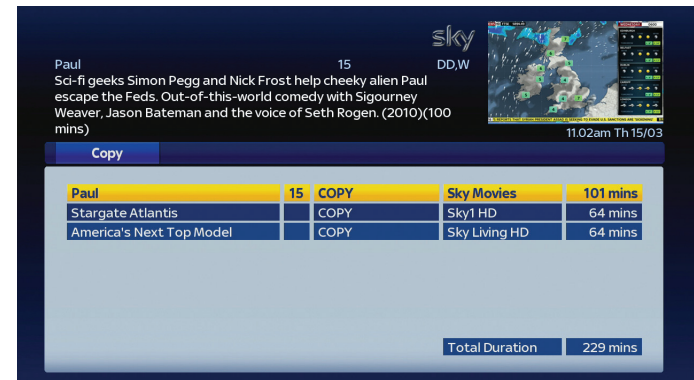 sky
Paul 15 DD,W
Sci-fi geeks Simon Pegg and Nick Frost help cheeky alien Paul
escape the Feds. Out-of-this-world comedy with Sigourney
Weaver, Jason Bateman and the voice of Seth Rogen. (2010)(100
mins)
11.02am Th 15/03
Copy
Paul 15 COPY Sky Movies 101 mins
Stargate Atlantis COPY Sky1 HD 64 mins
America's Next Top Model COPY Sky Living HD 64 mins
Total Duration 229 mins